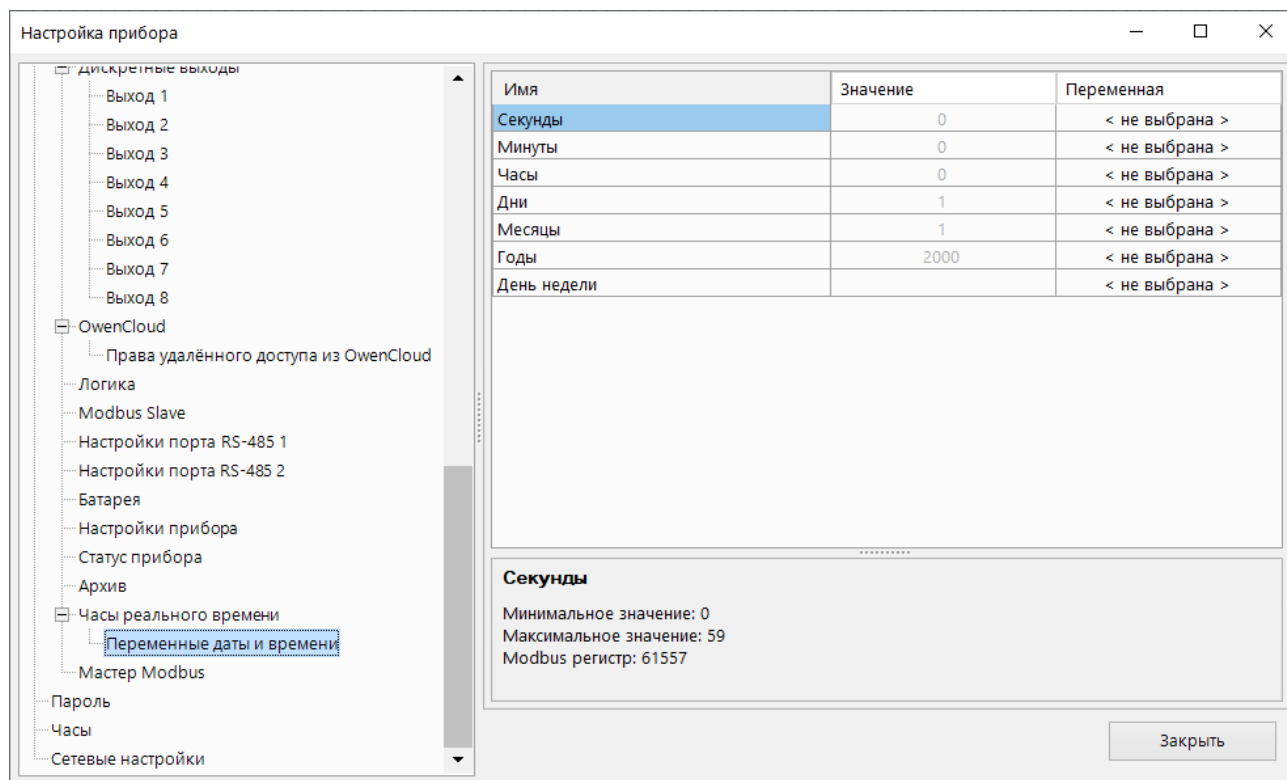 Настройка прибора
Дискретные выходы
Выход 1
Выход 2
Выход 3
Выход 4
Выход 5
Выход 6
Выход 7
Выход 8
OwenCloud
Права удалённого доступа из OwenCloud
Логика
Modbus Slave
Настройки порта RS-485 1
Настройки порта RS-485 2
Батарея
Настройки прибора
Статус прибора
Архив
Часы реального времени
Переменные даты и времени
Мастер Modbus
Пароль
Часы
Сетевые настройки
Имя Значение Переменная
Секунды 0 < не выбрана >
Минуты 0 < не выбрана >
Часы 0 < не выбрана >
Дни 1 < не выбрана >
Месяцы 1 < не выбрана >
Годы 2000 < не выбрана >
День недели < не выбрана >
Секунды
Минимальное значение: 0
Максимальное значение: 59
Modbus регистр: 61557
Закрыть